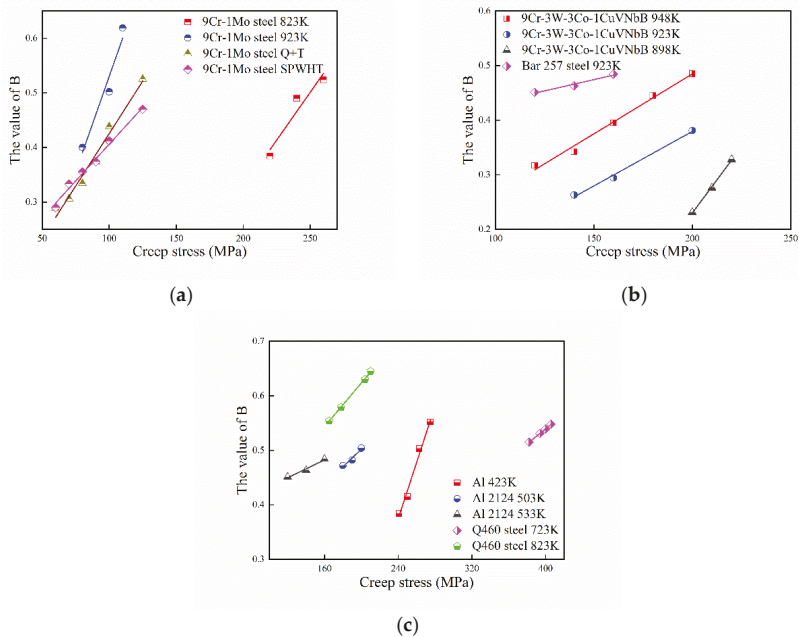 9Cr-1Mo steel 823K
9Cr-1Mo steel 923K
9Cr-1Mo steel Q+T
9Cr-1Mo steel SPWHT
0.6
0.5
0.4
0.3
The value of B
50 100 150 200 250
Creep stress (MPa)
(a)
9Cr-3W-3Co-1CuVNbB 948K
9Cr-3W-3Co-1CuVNbB 923K
9Cr-3W-3Co-1CuVNbB 898K
Bar 257 steel 923K
0.6
0.5
0.4
0.3
0.2
The value of B
100 150 200 250
Creep stress (MPa)
(b)
0.7
0.6
0.5
0.4
0.3
The value of B
Al 423K
Al 2124 503K
Al 2124 533K
Q460 steel 723K
Q460 steel 823K
160 240 320 400
Creep stress (MPa)
(c)